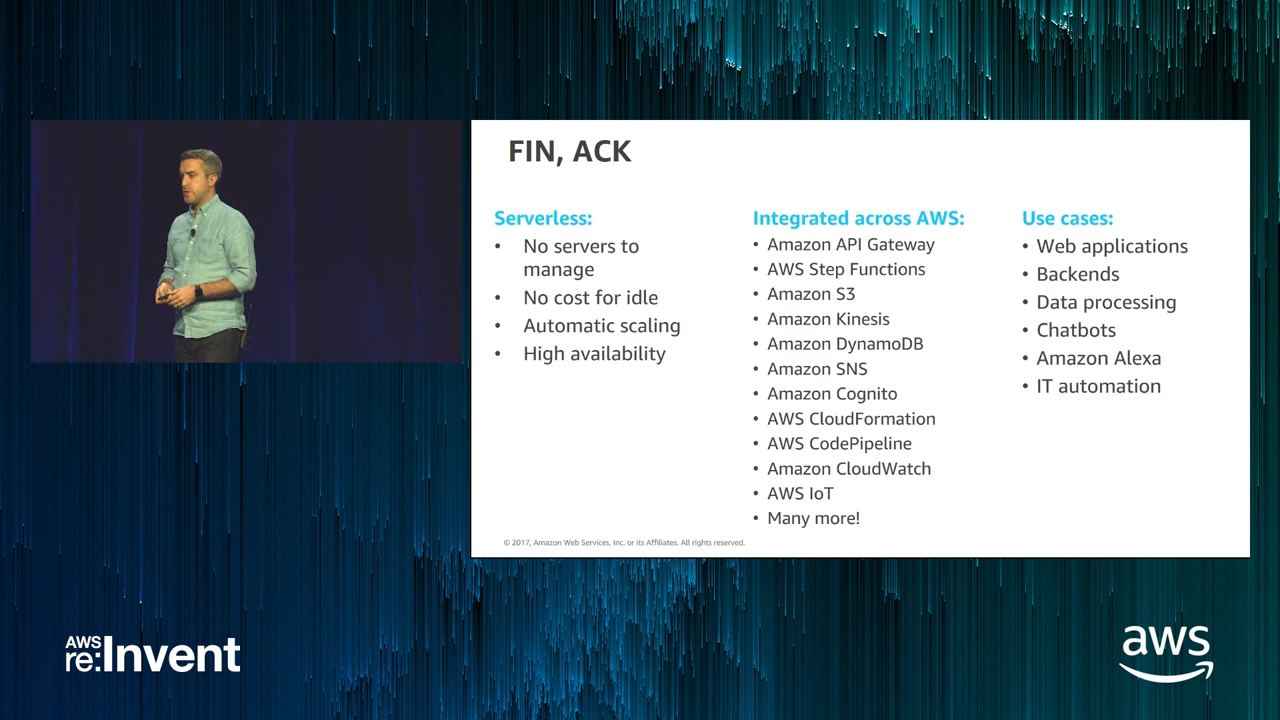 FIN, ACK
Serverless:
• No servers to
manage
• No cost for idle
• Automatic scaling
• High availability
Integrated across AWS:
• Amazon API Gateway
• AWS Step Functions
• Amazon S3
• Amazon Kinesis
• Amazon DynamoDB
• Amazon SNS
• Amazon Cognito
• AWS CloudFormation
• AWS CodePipeline
• Amazon CloudWatch
• AWS IoT
• Many more!
Use cases:
• Web applications
• Backends
• Data processing
• Chatbots
• Amazon Alexa
• IT automation
© 2017, Amazon Web Services, Inc. or its Affiliates. All rights reserved.
AWS
re:Invent
aws